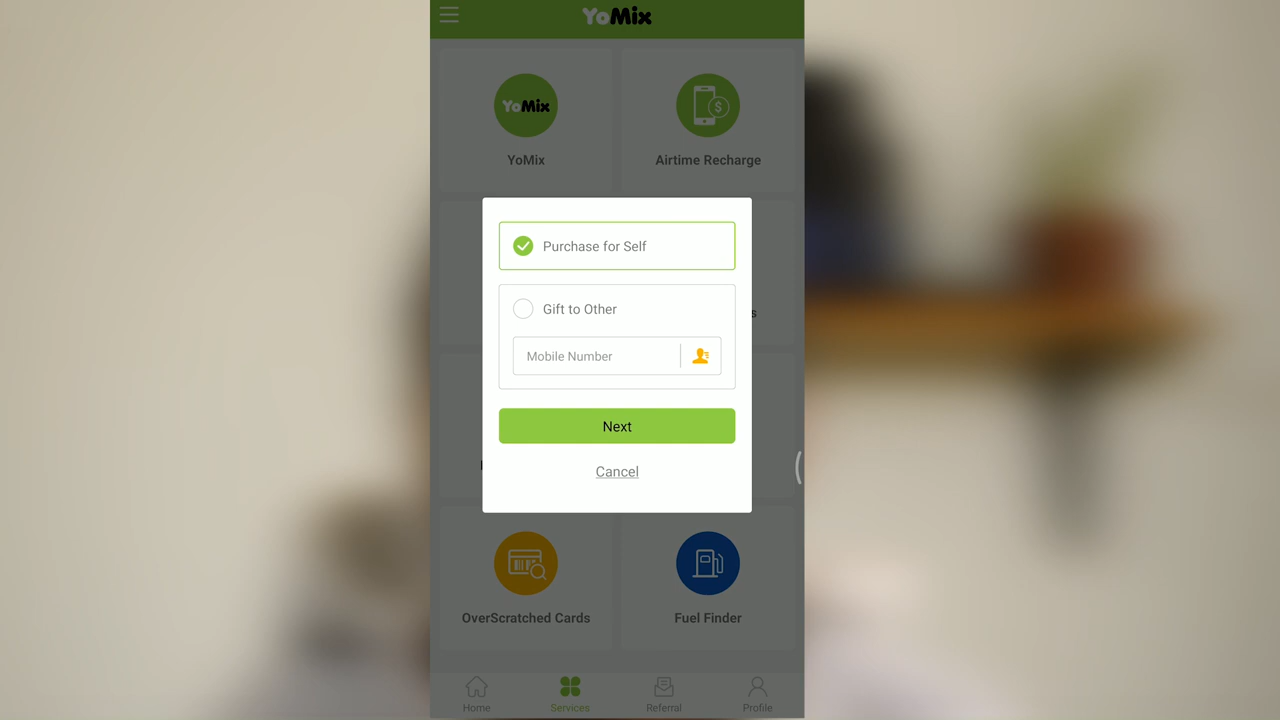 YoMix
YoMix
YoMix
Airtime Recharge
Purchase for Self
Gift to Other
Mobile Number
Next
Cancel
OverScratched Cards
Fuel Finder
Home
Services
Referral
Profile